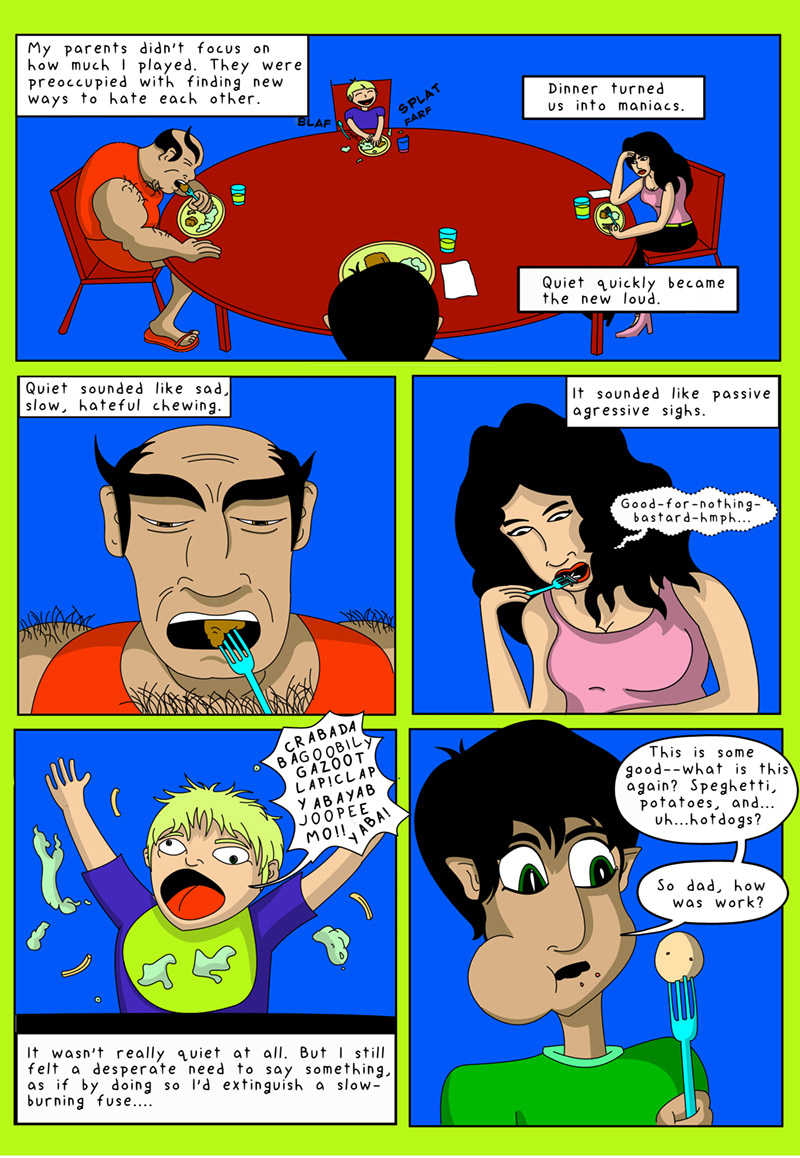 My parents didn't focus on
how much I played. They were
preoccupied with finding new
ways to hate each other.
BLAF
SPLAT
FARF
Dinner turned
us into maniacs.
Quiet quickly became
the new loud.
Quiet sounded like sad,
slow, hateful chewing.
It sounded like passive
agressive sighs.
Good-for-nothing-
bastard-hmph...
CRABADA
BAGOOBILY
GAZOOT
LAP!CLAP
YABAYAB
JOOPEE
MO!!
YABA!
It wasn't really quiet at all. But I still
felt a desperate need to say something,
as if by doing so I'd extinguish a slow-
burning fuse....
This is some
good--what is this
again? Speghetti,
potatoes, and...
uh...hotdogs?
So dad, how
was work?